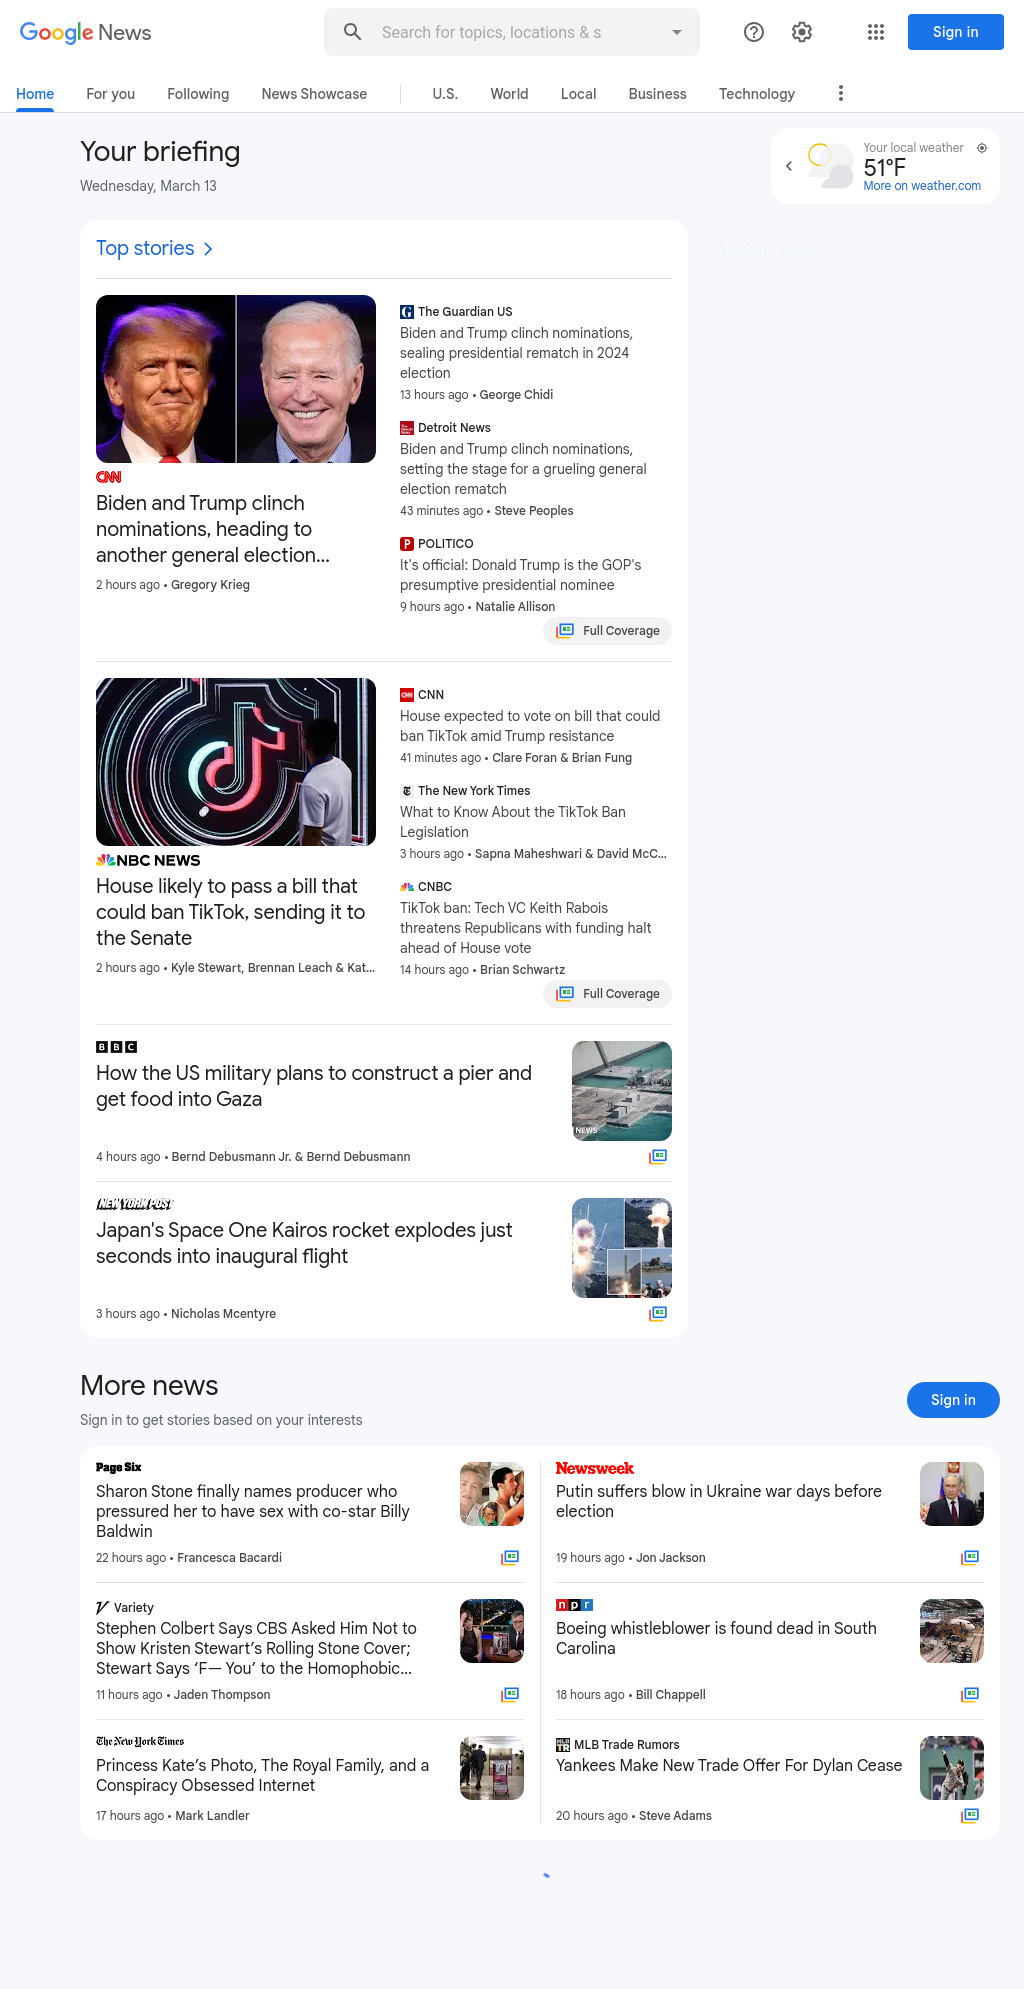 Google News
Search for topics, locations & s
Sign in
Home
For you
Following
News Showcase
U.S.
World
Local
Business
Technology
Your briefing
Wednesday, March 13
Your local weather
51°F
More on weather.com
Top stories
Local news
CNN
Biden and Trump clinch
nominations, heading to
another general election...
2 hours ago • Gregory Krieg
The Guardian US
Biden and Trump clinch nominations,
sealing presidential rematch in 2024
election
13 hours ago • George Chidi
Detroit News
Biden and Trump clinch nominations,
setting the stage for a grueling general
election rematch
43 minutes ago • Steve Peoples
POLITICO
It's official: Donald Trump is the GOP's
presumptive presidential nominee
9 hours ago • Natalie Allison
Full Coverage
NBC NEWS
House likely to pass a bill that
could ban TikTok, sending it to
the Senate
2 hours ago • Kyle Stewart, Brennan Leach & Kat...
CNN
House expected to vote on bill that could
ban TikTok amid Trump resistance
41 minutes ago • Clare Foran & Brian Fung
The New York Times
What to Know About the TikTok Ban
Legislation
3 hours ago • Sapna Maheshwari & David McC...
CNBC
TikTok ban: Tech VC Keith Rabois
threatens Republicans with funding halt
ahead of House vote
14 hours ago • Brian Schwartz
Full Coverage
BBC
How the US military plans to construct a pier and
get food into Gaza
4 hours ago • Bernd Debusmann Jr. & Bernd Debusmann
NEWS
NEW YORK POST
Japan's Space One Kairos rocket explodes just
seconds into inaugural flight
3 hours ago • Nicholas Mcentyre
More news
Sign in to get stories based on your interests
Sign in
Page Six
Sharon Stone finally names producer who
pressured her to have sex with co-star Billy
Baldwin
22 hours ago • Francesca Bacardi
Newsweek
Putin suffers blow in Ukraine war days before
election
19 hours ago • Jon Jackson
Variety
Stephen Colbert Says CBS Asked Him Not to
Show Kristen Stewart’s Rolling Stone Cover;
Stewart Says ‘F— You’ to the Homophobic...
11 hours ago • Jaden Thompson
npr
Boeing whistleblower is found dead in South
Carolina
18 hours ago • Bill Chappell
The New York Times
Princess Kate’s Photo, The Royal Family, and a
Conspiracy Obsessed Internet
17 hours ago • Mark Landler
MLB Trade Rumors
Yankees Make New Trade Offer For Dylan Cease
20 hours ago • Steve Adams